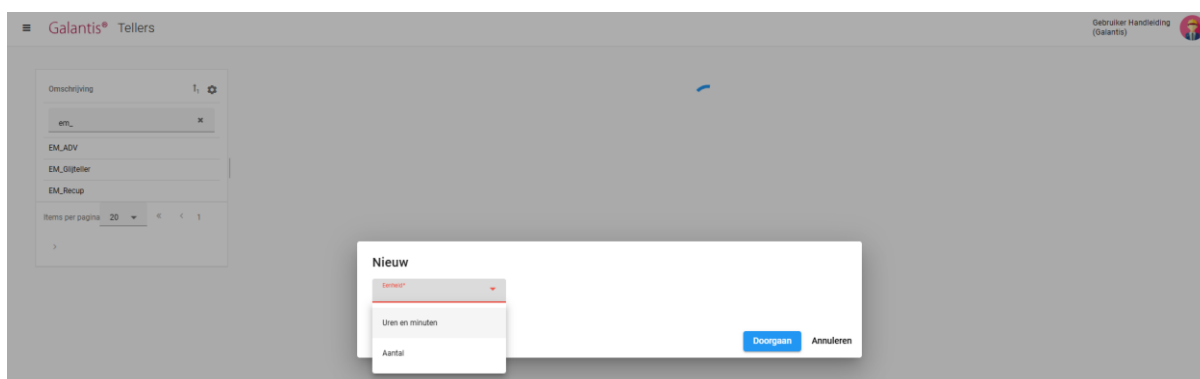 Galantis® Tellers
Gebruiker Handleiding
(Galantis)
Omschrijving
em_
EM_ADV
EM_Glijteller
EM_Recup
Items per pagina 20 1
Nieuw
Eenheid*
Uren en minuten
Aantal
Doorgaan Annuleren